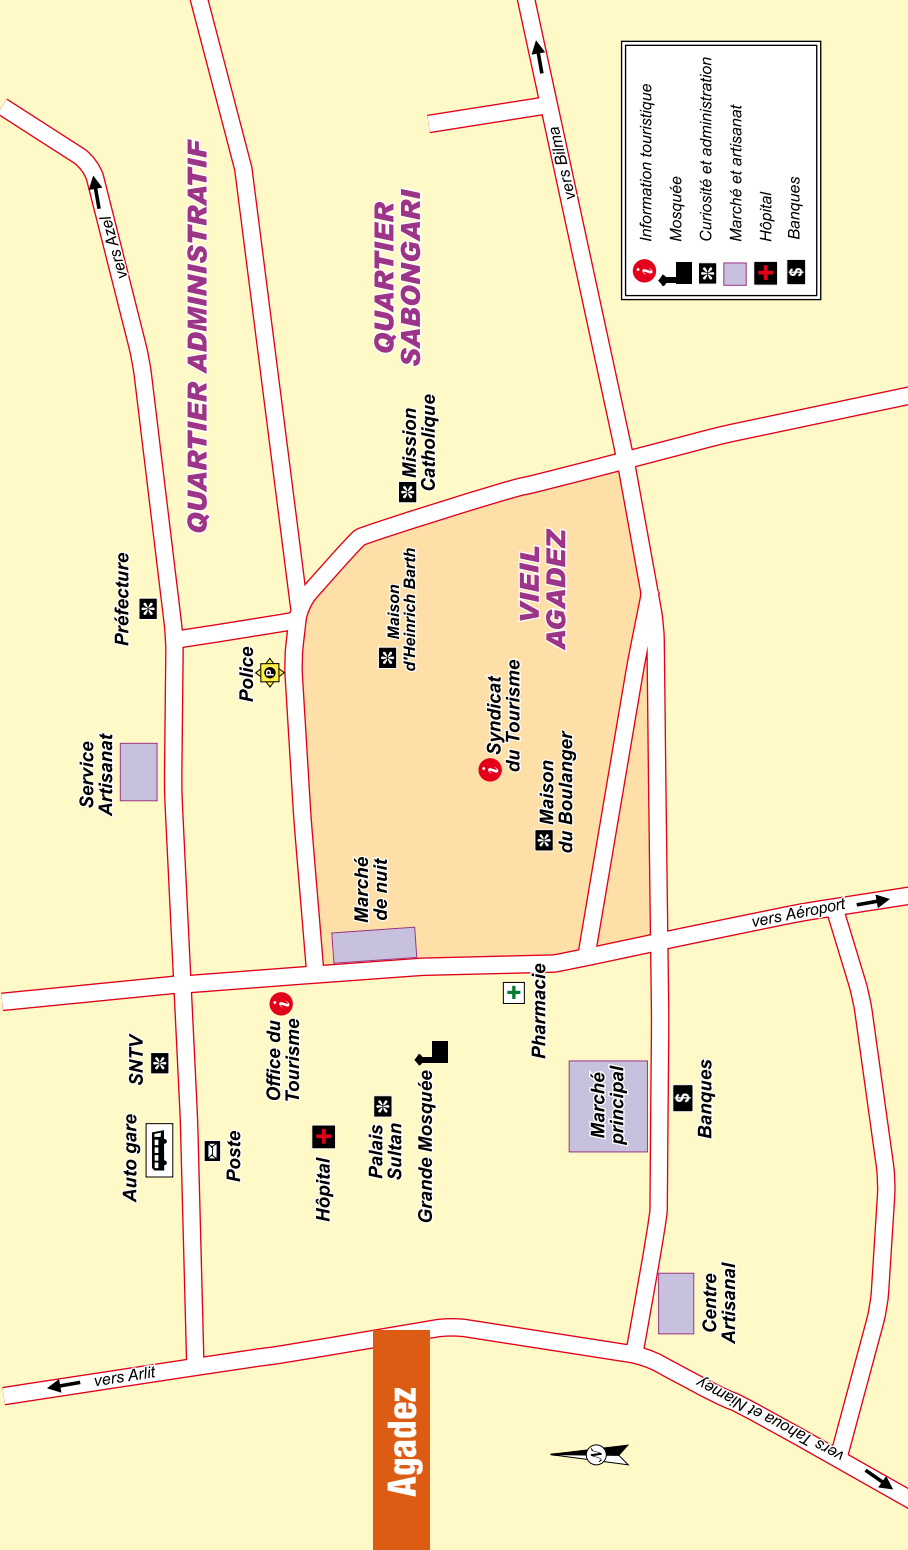 Agadez
vers Arlit
vers Azel
vers Bilma
vers Aéroport
vers Tahoua et Niamey
QUARTIER ADMINISTRATIF
QUARTIER
SABONGARI
VIEIL
AGADEZ
Auto gare
SNTV
Poste
Service
Artisanat
Préfecture
Police
Office du
Tourisme
Hôpital
Palais
Sultan
Grande Mosquée
Marché
de nuit
Maison
d'Heinrich Barth
Mission
Catholique
Syndicat
du Tourisme
Maison
du Boulanger
Pharmacie
Marché
principal
Banques
Centre
Artisanal
N
P
i
i
$
i Information touristique
Mosquée
Curiosité et administration
Marché et artisanat
Hôpital
$ Banques